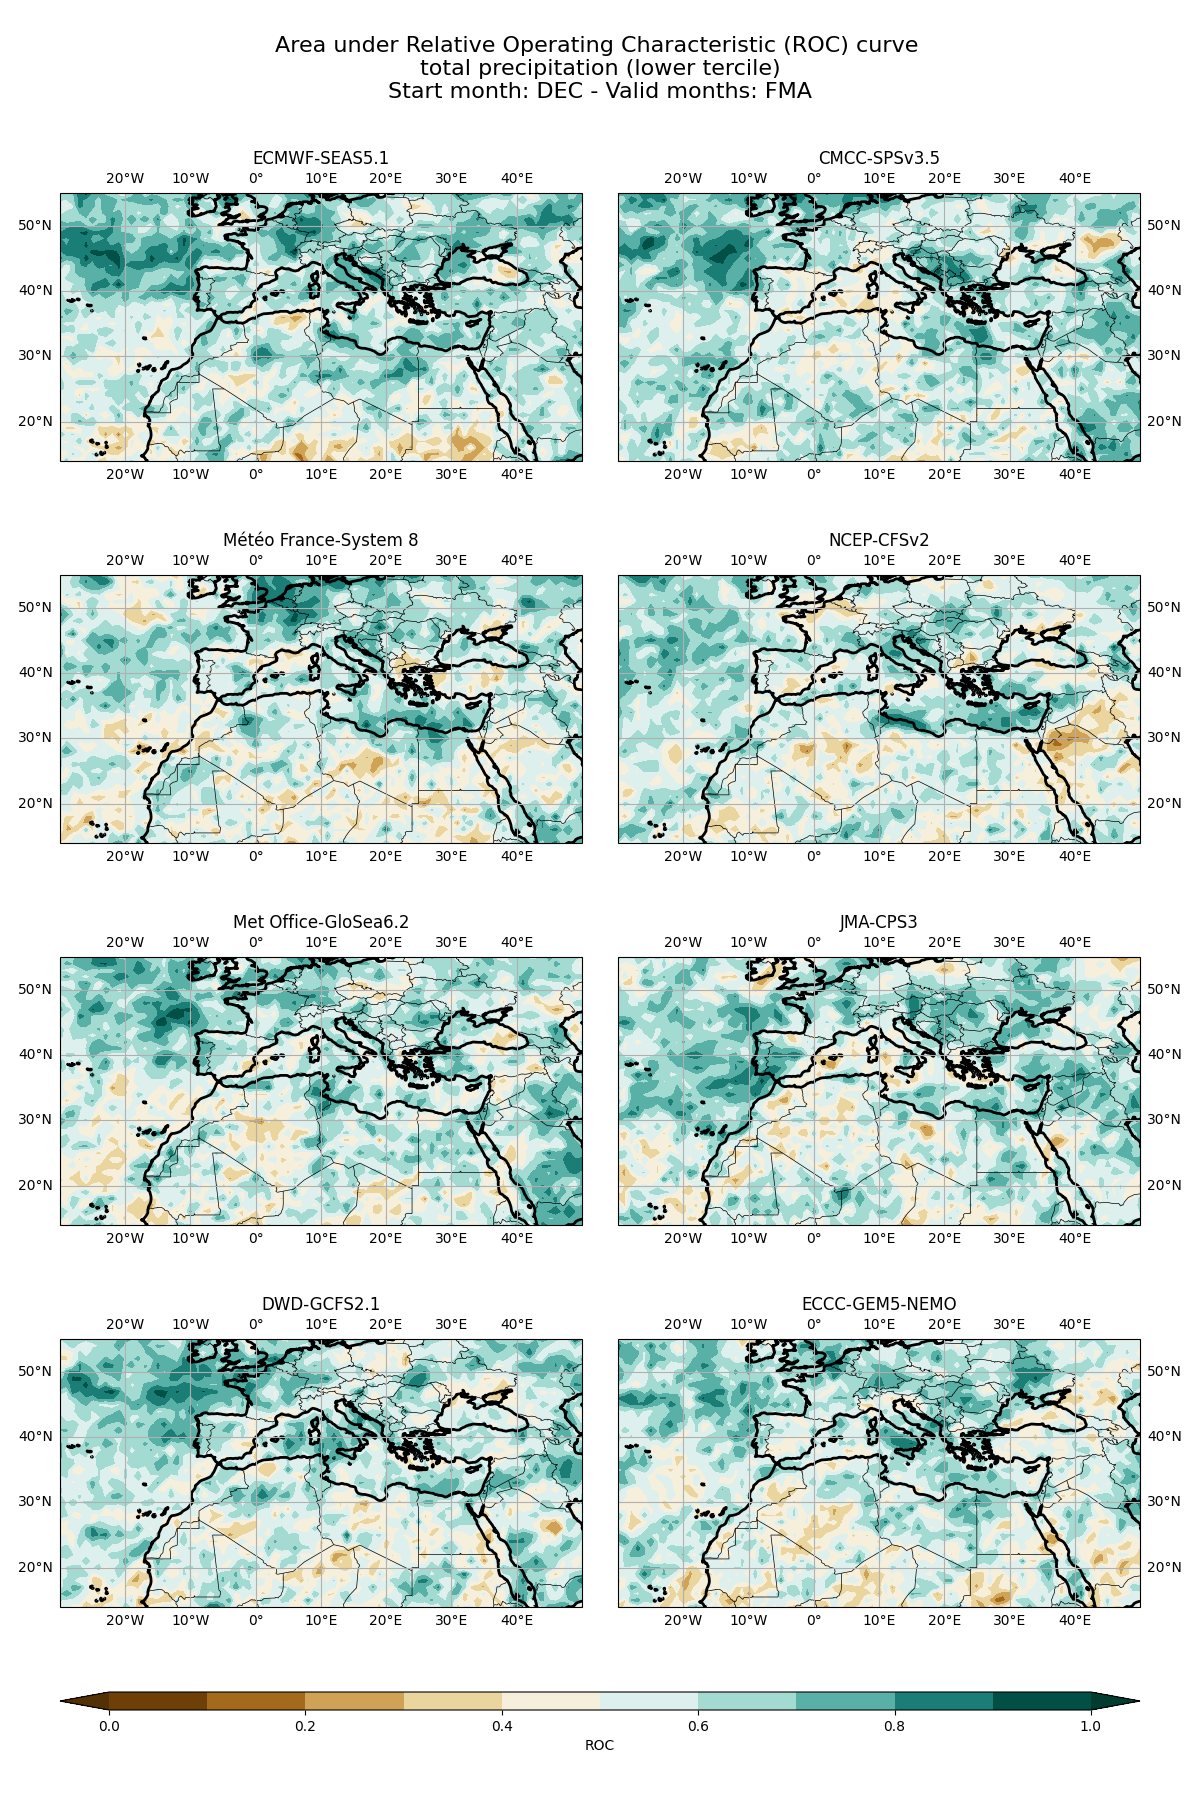 Area under Relative Operating Characteristic (ROC) curve
total precipitation (lower tercile)
Start month: DEC - Valid months: FMA
ECMWF-SEAS5.1
20°W 10°W 0° 10°E 20°E 30°E 40°E
50°N
40°N
30°N
20°N
20°W 10°W 0° 10°E 20°E 30°E 40°E
CMCC-SPSv3.5
20°W 10°W 0° 10°E 20°E 30°E 40°E
50°N
40°N
30°N
20°N
20°W 10°W 0° 10°E 20°E 30°E 40°E
Météo France-System 8
20°W 10°W 0° 10°E 20°E 30°E 40°E
50°N
40°N
30°N
20°N
20°W 10°W 0° 10°E 20°E 30°E 40°E
NCEP-CFSv2
20°W 10°W 0° 10°E 20°E 30°E 40°E
50°N
40°N
30°N
20°N
20°W 10°W 0° 10°E 20°E 30°E 40°E
Met Office-GloSea6.2
20°W 10°W 0° 10°E 20°E 30°E 40°E
50°N
40°N
30°N
20°N
20°W 10°W 0° 10°E 20°E 30°E 40°E
JMA-CPS3
20°W 10°W 0° 10°E 20°E 30°E 40°E
50°N
40°N
30°N
20°N
20°W 10°W 0° 10°E 20°E 30°E 40°E
DWD-GCFS2.1
20°W 10°W 0° 10°E 20°E 30°E 40°E
50°N
40°N
30°N
20°N
20°W 10°W 0° 10°E 20°E 30°E 40°E
ECCC-GEM5-NEMO
20°W 10°W 0° 10°E 20°E 30°E 40°E
50°N
40°N
30°N
20°N
20°W 10°W 0° 10°E 20°E 30°E 40°E
0.0 0.2 0.4 0.6 0.8 1.0
ROC